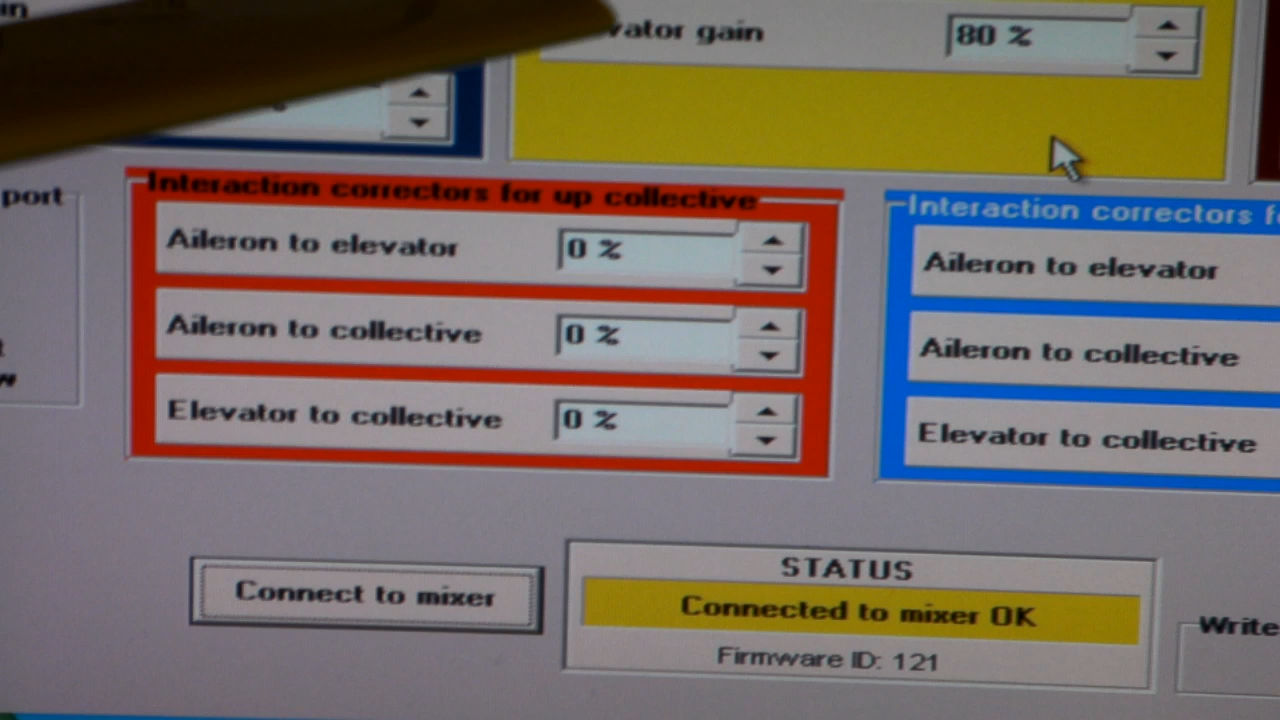 in
vator gain
80 %
port
Interaction correctors for up collective
Aileron to elevator
0 %
Aileron to collective
0 %
Elevator to collective
0 %
Interaction correctors f
Aileron to elevator
Aileron to collective
Elevator to collective
Connect to mixer
STATUS
Connected to mixer OK
Firmware ID: 121
Write